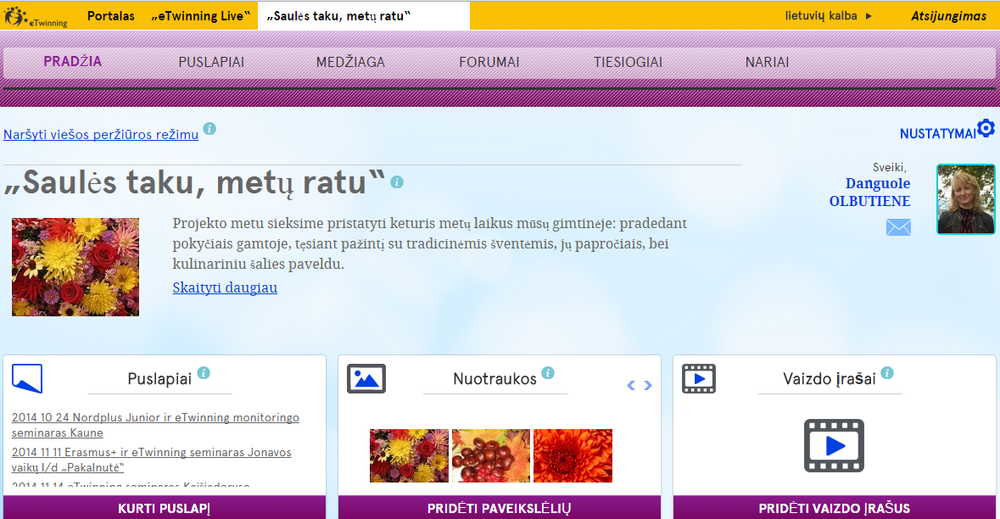 eTwinning Portalas „eTwinning Live“ „Saulės taku, metų ratu“ lietuvių kalba ▸ Atsijungimas
PRADŽIA PUSLAPIAI MEDŽIAGA FORUMAI TIESIOGIAI NARIAI
Naršyti viešos peržiūros režimu i
NUSTATYMAI
„Saulės taku, metų ratu“ i
Sveiki,
Danguole
OLBUTIENE
Projekto metu sieksime pristatyti keturis metų laikus mūsų gimtinėje: pradedant
pokyčiais gamtoje, tęsiant pažintį su tradicinėmis šventėmis, jų papročiais, bei
kulinariniu šalies paveldu.
Skaityti daugiau
Puslapiai i
2014 10 24 Nordplus Junior ir eTwinning monitoringo
seminaras Kaune
2014 11 11 Erasmus+ ir eTwinning seminaras Jonavos
vaikų l/d „Pakalnutė“
2014 11 14 eTwinning seminaras Kaišiadoryse
KURTI PUSLAPĮ
Nuotraukos i
PRIDĖTI PAVEIKSLĖLIŲ
Vaizdo įrašai i
PRIDĖTI VAIZDO ĮRAŠUS